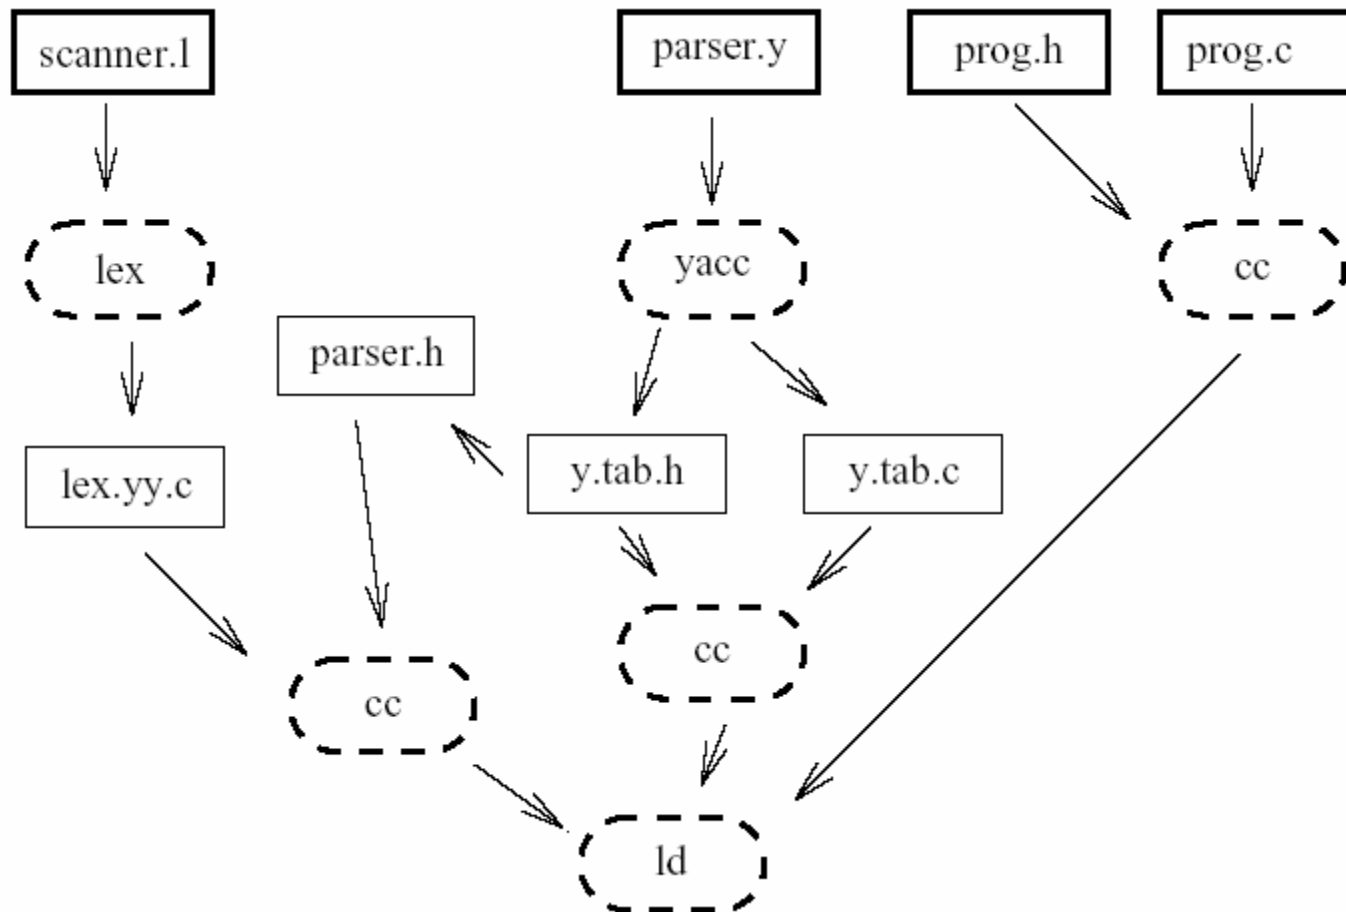 scanner.l
parser.y
prog.h
prog.c
lex
yacc
cc
parser.h
lex.yy.c
y.tab.h
y.tab.c
cc
cc
ld